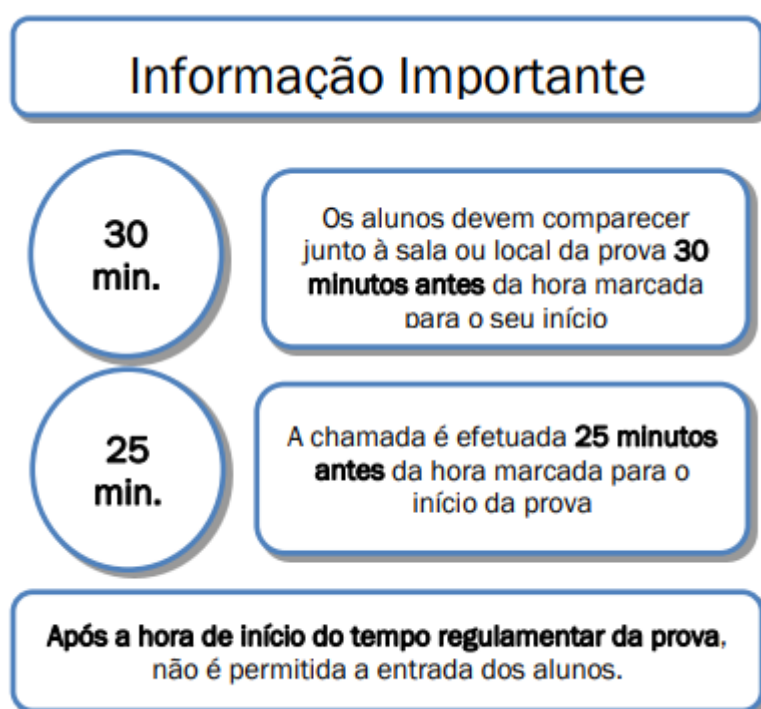 Informação Importante
30
min.
Os alunos devem comparecer
junto à sala ou local da prova 30
minutos antes da hora marcada
para o seu início
25
min.
A chamada é efetuada 25 minutos
antes da hora marcada para o
início da prova
Após a hora de início do tempo regulamentar da prova,
não é permitida a entrada dos alunos.